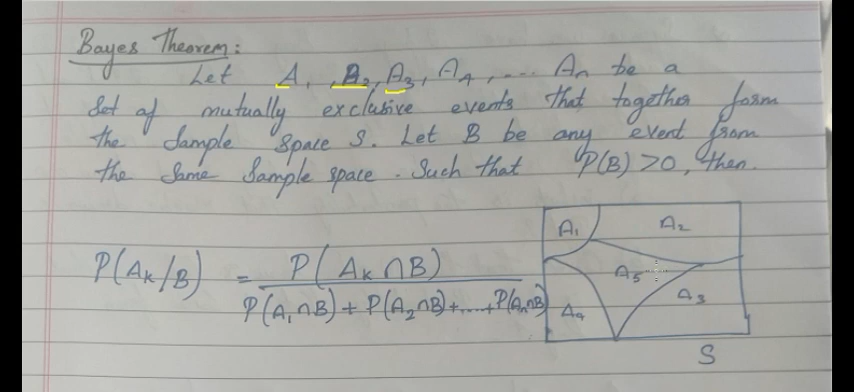 Bayes Theorem:
Let A₁, A₂, A₃, A₄, .... Aₙ be a
Set of mutually exclusive events that together form
the Sample Space S. Let B be any event from
the Same Sample space. Such that P(B) >0, then.
P(Aₖ/B) = P(Aₖ∩B)
P(A₁∩B) + P(A₂∩B)+.....+P(Aₙ∩B)
A₁ A₂
A₅
A₃
A₄
S